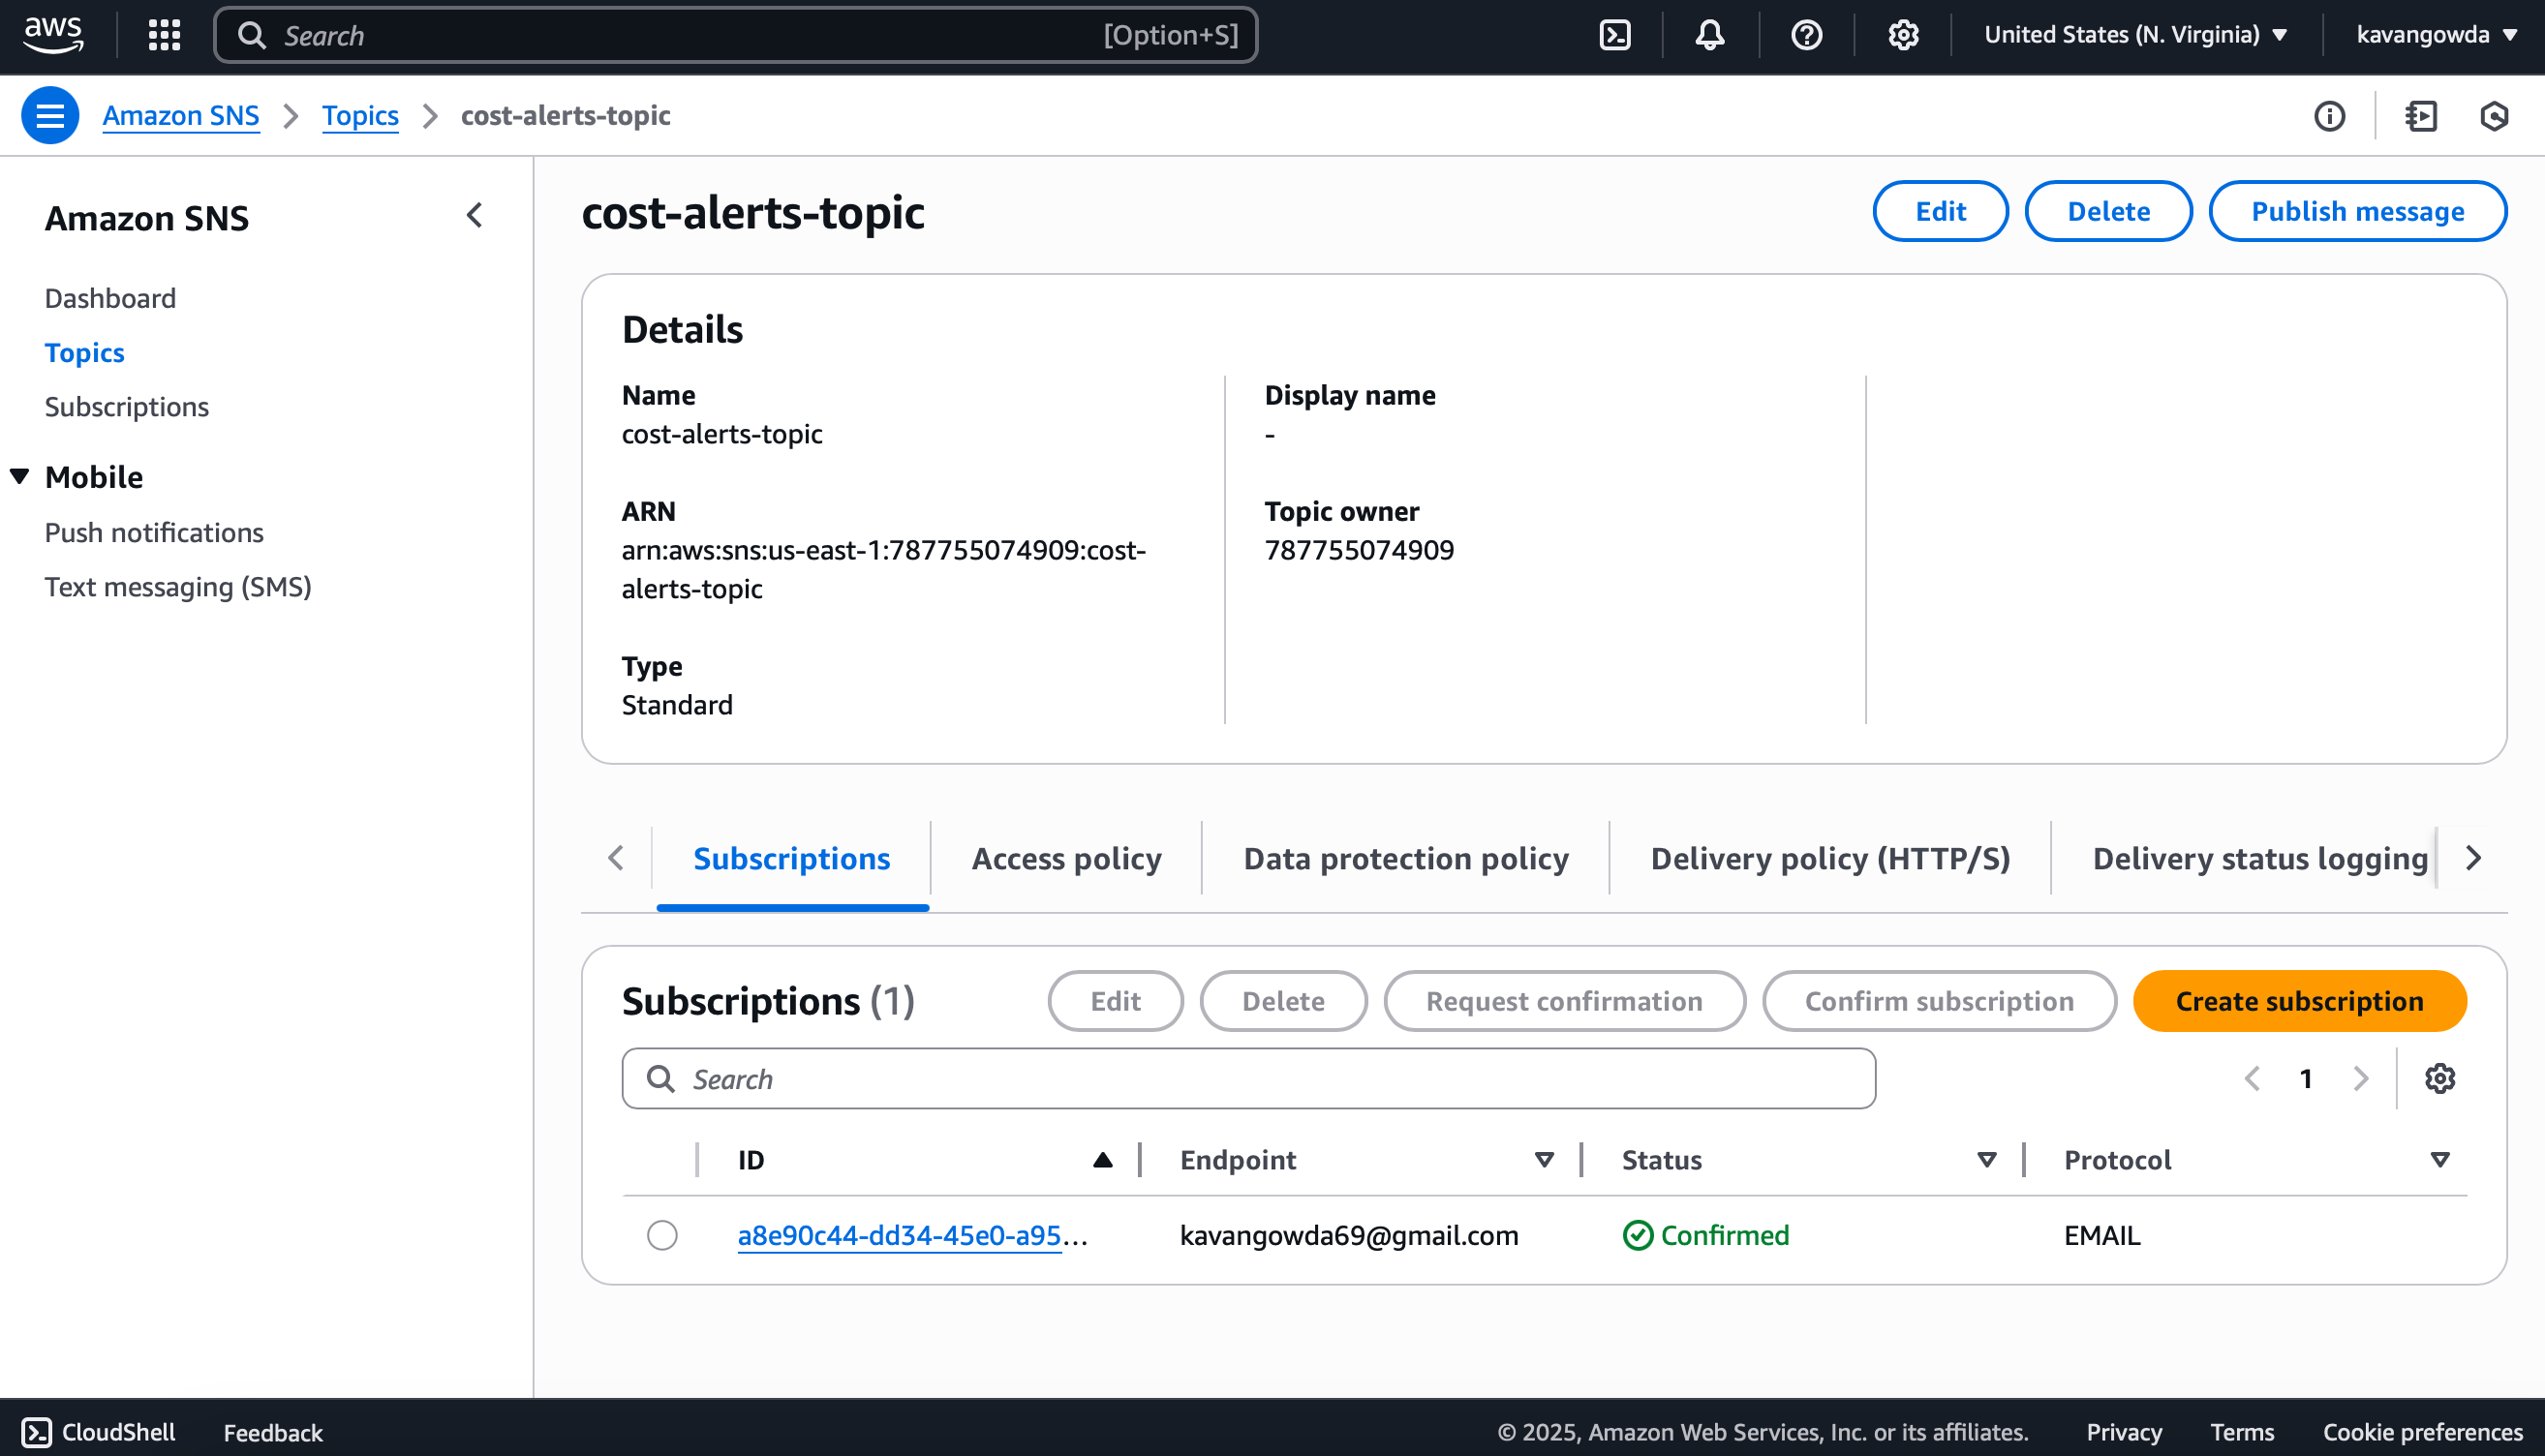 aws
Search [Option+S]
United States (N. Virginia)
kavangowda
Amazon SNS
Topics
cost-alerts-topic
Amazon SNS
Dashboard
Topics
Subscriptions
Mobile
Push notifications
Text messaging (SMS)
cost-alerts-topic
Edit
Delete
Publish message
Details
Name
cost-alerts-topic
ARN
arn:aws:sns:us-east-1:787755074909:cost-
alerts-topic
Type
Standard
Display name
-
Topic owner
787755074909
Subscriptions
Access policy
Data protection policy
Delivery policy (HTTP/S)
Delivery status logging
Subscriptions (1)
Edit
Delete
Request confirmation
Confirm subscription
Create subscription
Search
1
ID Endpoint Status Protocol
a8e90c44-dd34-45e0-a95... kavangowda69@gmail.com Confirmed EMAIL
CloudShell Feedback © 2025, Amazon Web Services, Inc. or its affiliates. Privacy Terms Cookie preferences